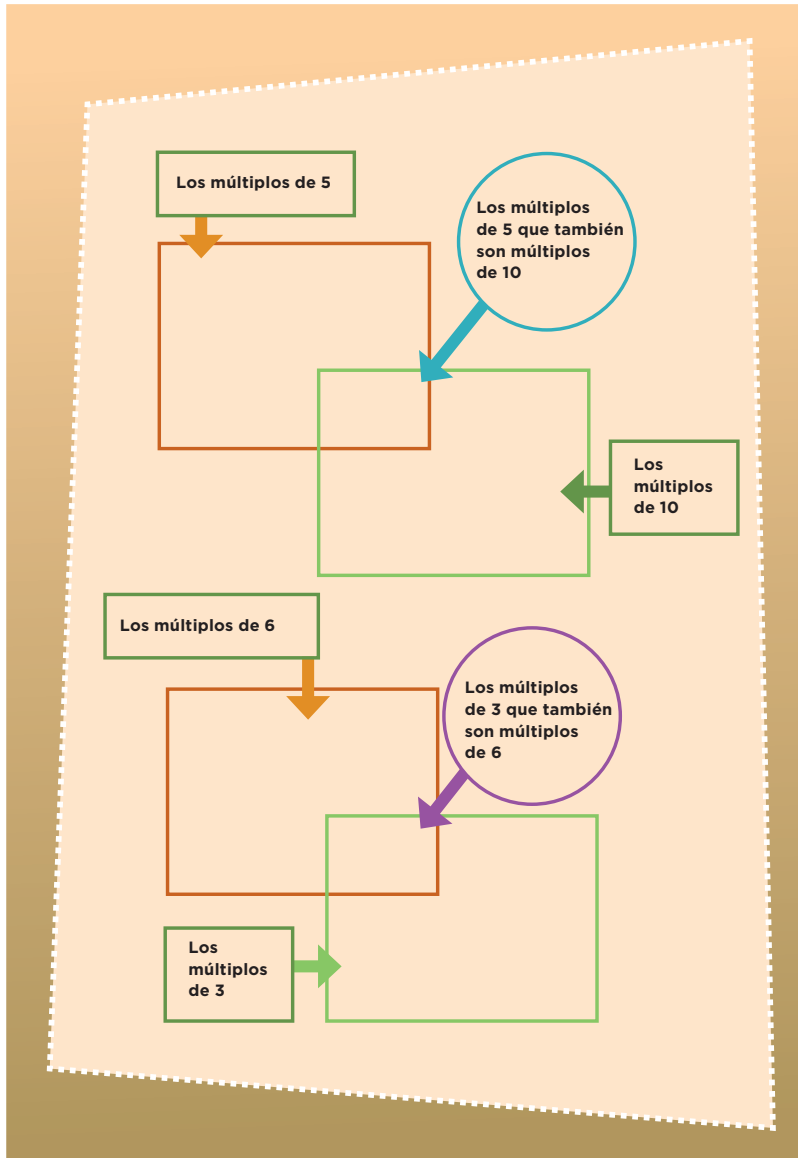 Los múltiplos de 5
Los múltiplos
de 5 que también
son múltiplos
de 10
Los
múltiplos
de 10
Los múltiplos de 6
Los múltiplos
de 3 que también
son múltiplos
de 6
Los
múltiplos
de 3